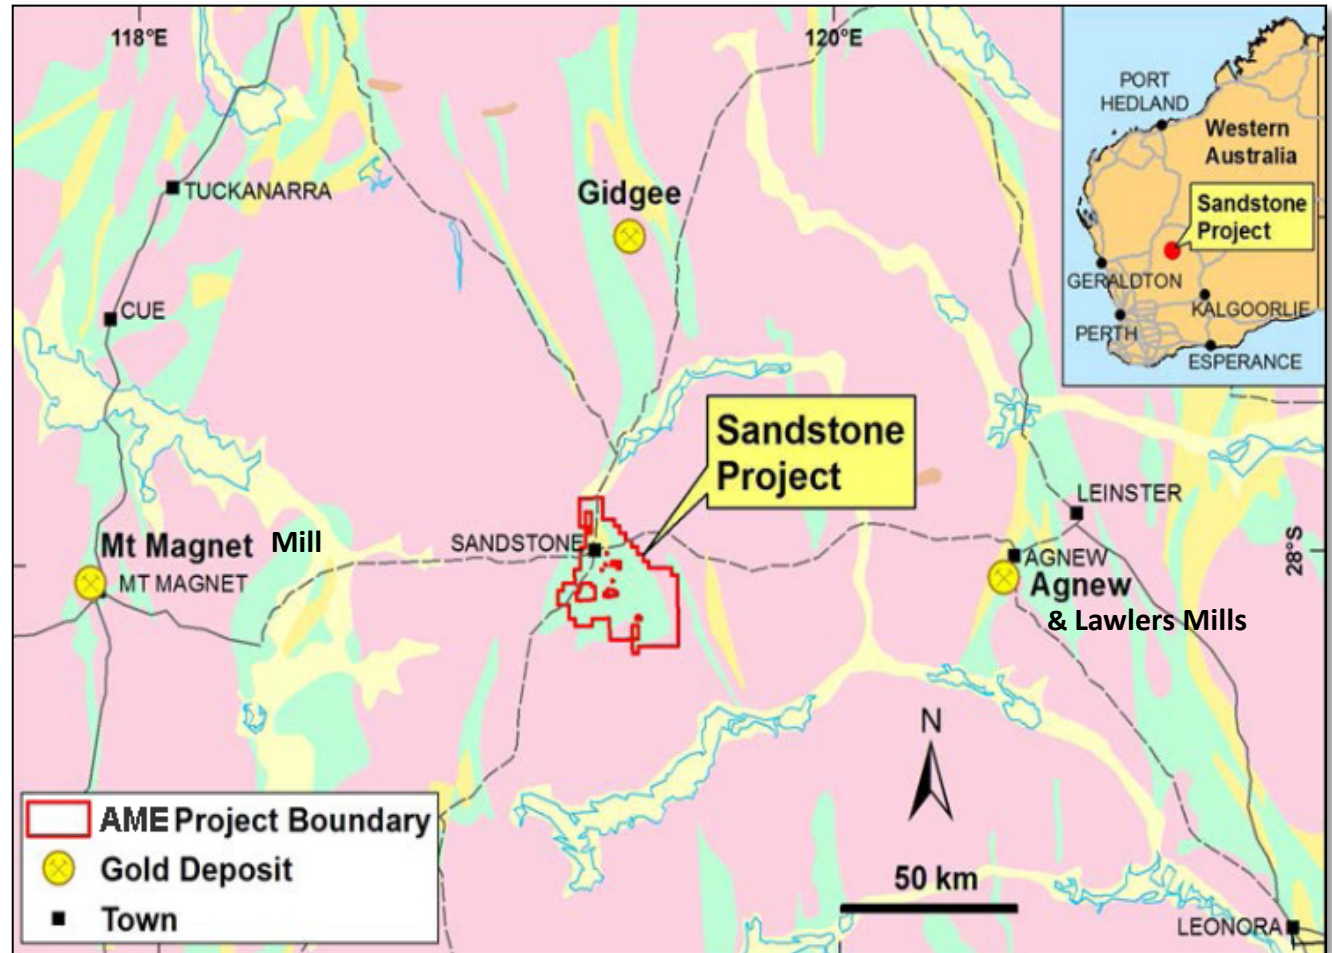 118°E
120°E
TUCKANARRA
Gidgee
CUE
Sandstone
Project
LEINSTER
Mt Magnet Mill
MT MAGNET
SANDSTONE
AGNEW
Agnew
& Lawlers Mills
28°S
N
50 km
LEONORA
AME Project Boundary
Gold Deposit
Town
PORT
HEDLAND
Western
Australia
Sandstone
Project
GERALDTON
KALGOORLIE
PERTH
ESPERANCE